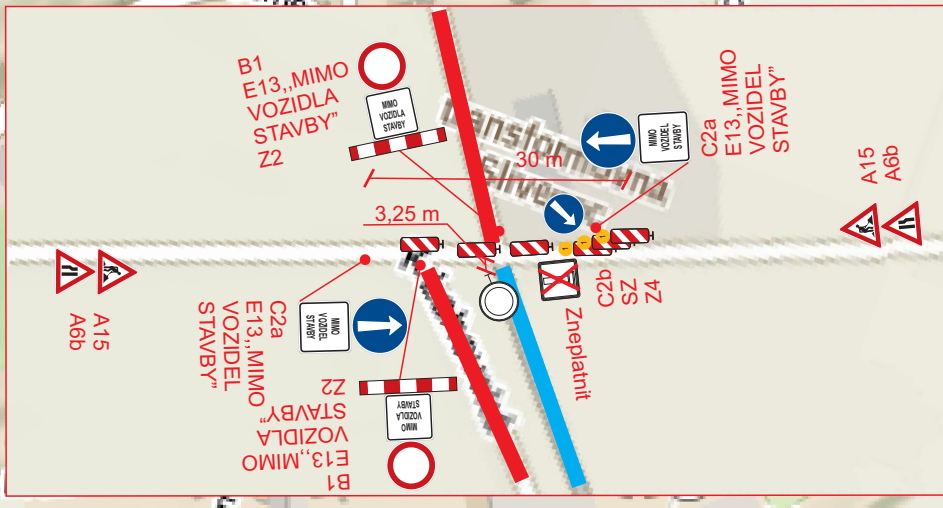 B1
E13,,MIMO
VOZIDLA
STAVBY"
Z2
MIMO
VOZIDLA
STAVBY
30 m
3,25 m
MIMO
VOZIDEL
STAVBY
C2a
E13,,MIMO
VOZIDEL
STAVBY"
A15
A6b
A6b
A15
C2a
E13,,MIMO
VOZIDEL
STAVBY"
MIMO
VOZIDEL
STAVBY
C2b
SZ
Z4
Zneplatnit
B1
E13,,MIMO
VOZIDLA
STAVBY"
Z2
MIMO
VOZIDLA
STAVBY